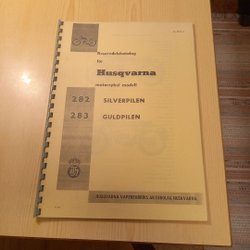 Reservdelskatalog
för
Husqvarna
motorcykel modell
282 SILVERPILEN
283 GULDPILEN
HUSQVARNA VAPENFABRIKS AKTIEBOLAG, HUSKVARNA